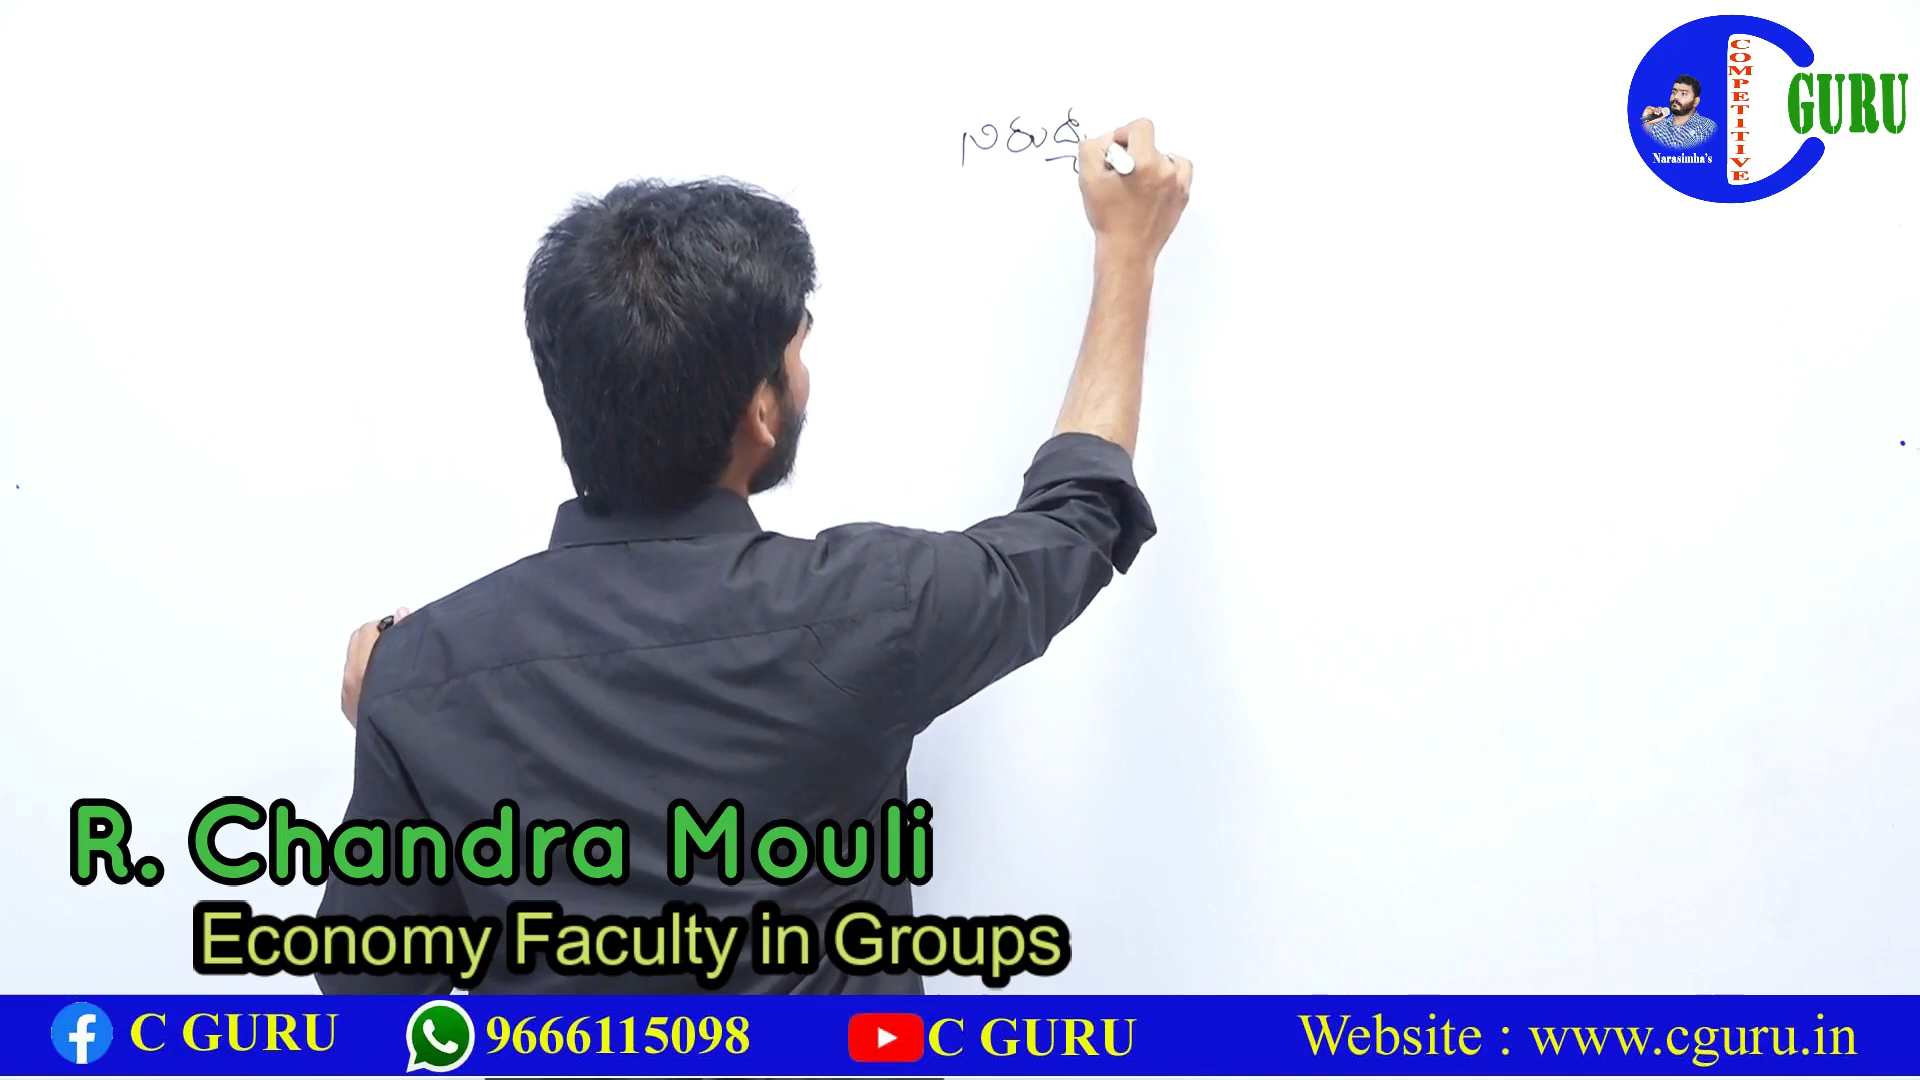 నిరుద్యో
COMPETITIVE
GURU
Narasimha's
R. Chandra Mouli
Economy Faculty in Groups
C GURU 9666115098 C GURU Website : www.cguru.in